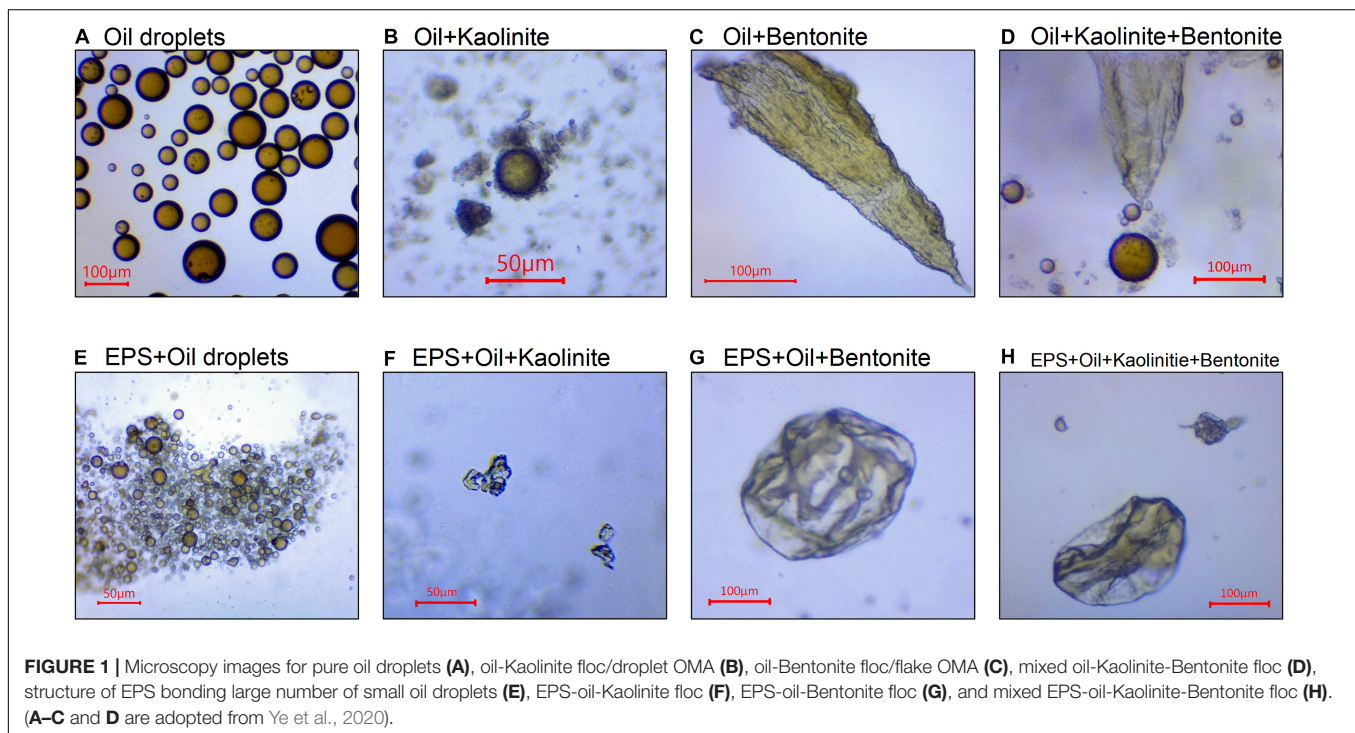 A Oil droplets
B Oil+Kaolinite
C Oil+Bentonite
D Oil+Kaolinite+Bentonite
100µm
50µm
100µm
100µm
E EPS+Oil droplets
F EPS+Oil+Kaolinite
G EPS+Oil+Bentonite
H EPS+Oil+Kaolinitie+Bentonite
50µm
50µm
100µm
100µm
FIGURE 1 | Microscopy images for pure oil droplets (A), oil-Kaolinite floc/droplet OMA (B), oil-Bentonite floc/flake OMA (C), mixed oil-Kaolinite-Bentonite floc (D),
structure of EPS bonding large number of small oil droplets (E), EPS-oil-Kaolinite floc (F), EPS-oil-Bentonite floc (G), and mixed EPS-oil-Kaolinite-Bentonite floc (H).
(A–C and D are adopted from Ye et al., 2020).